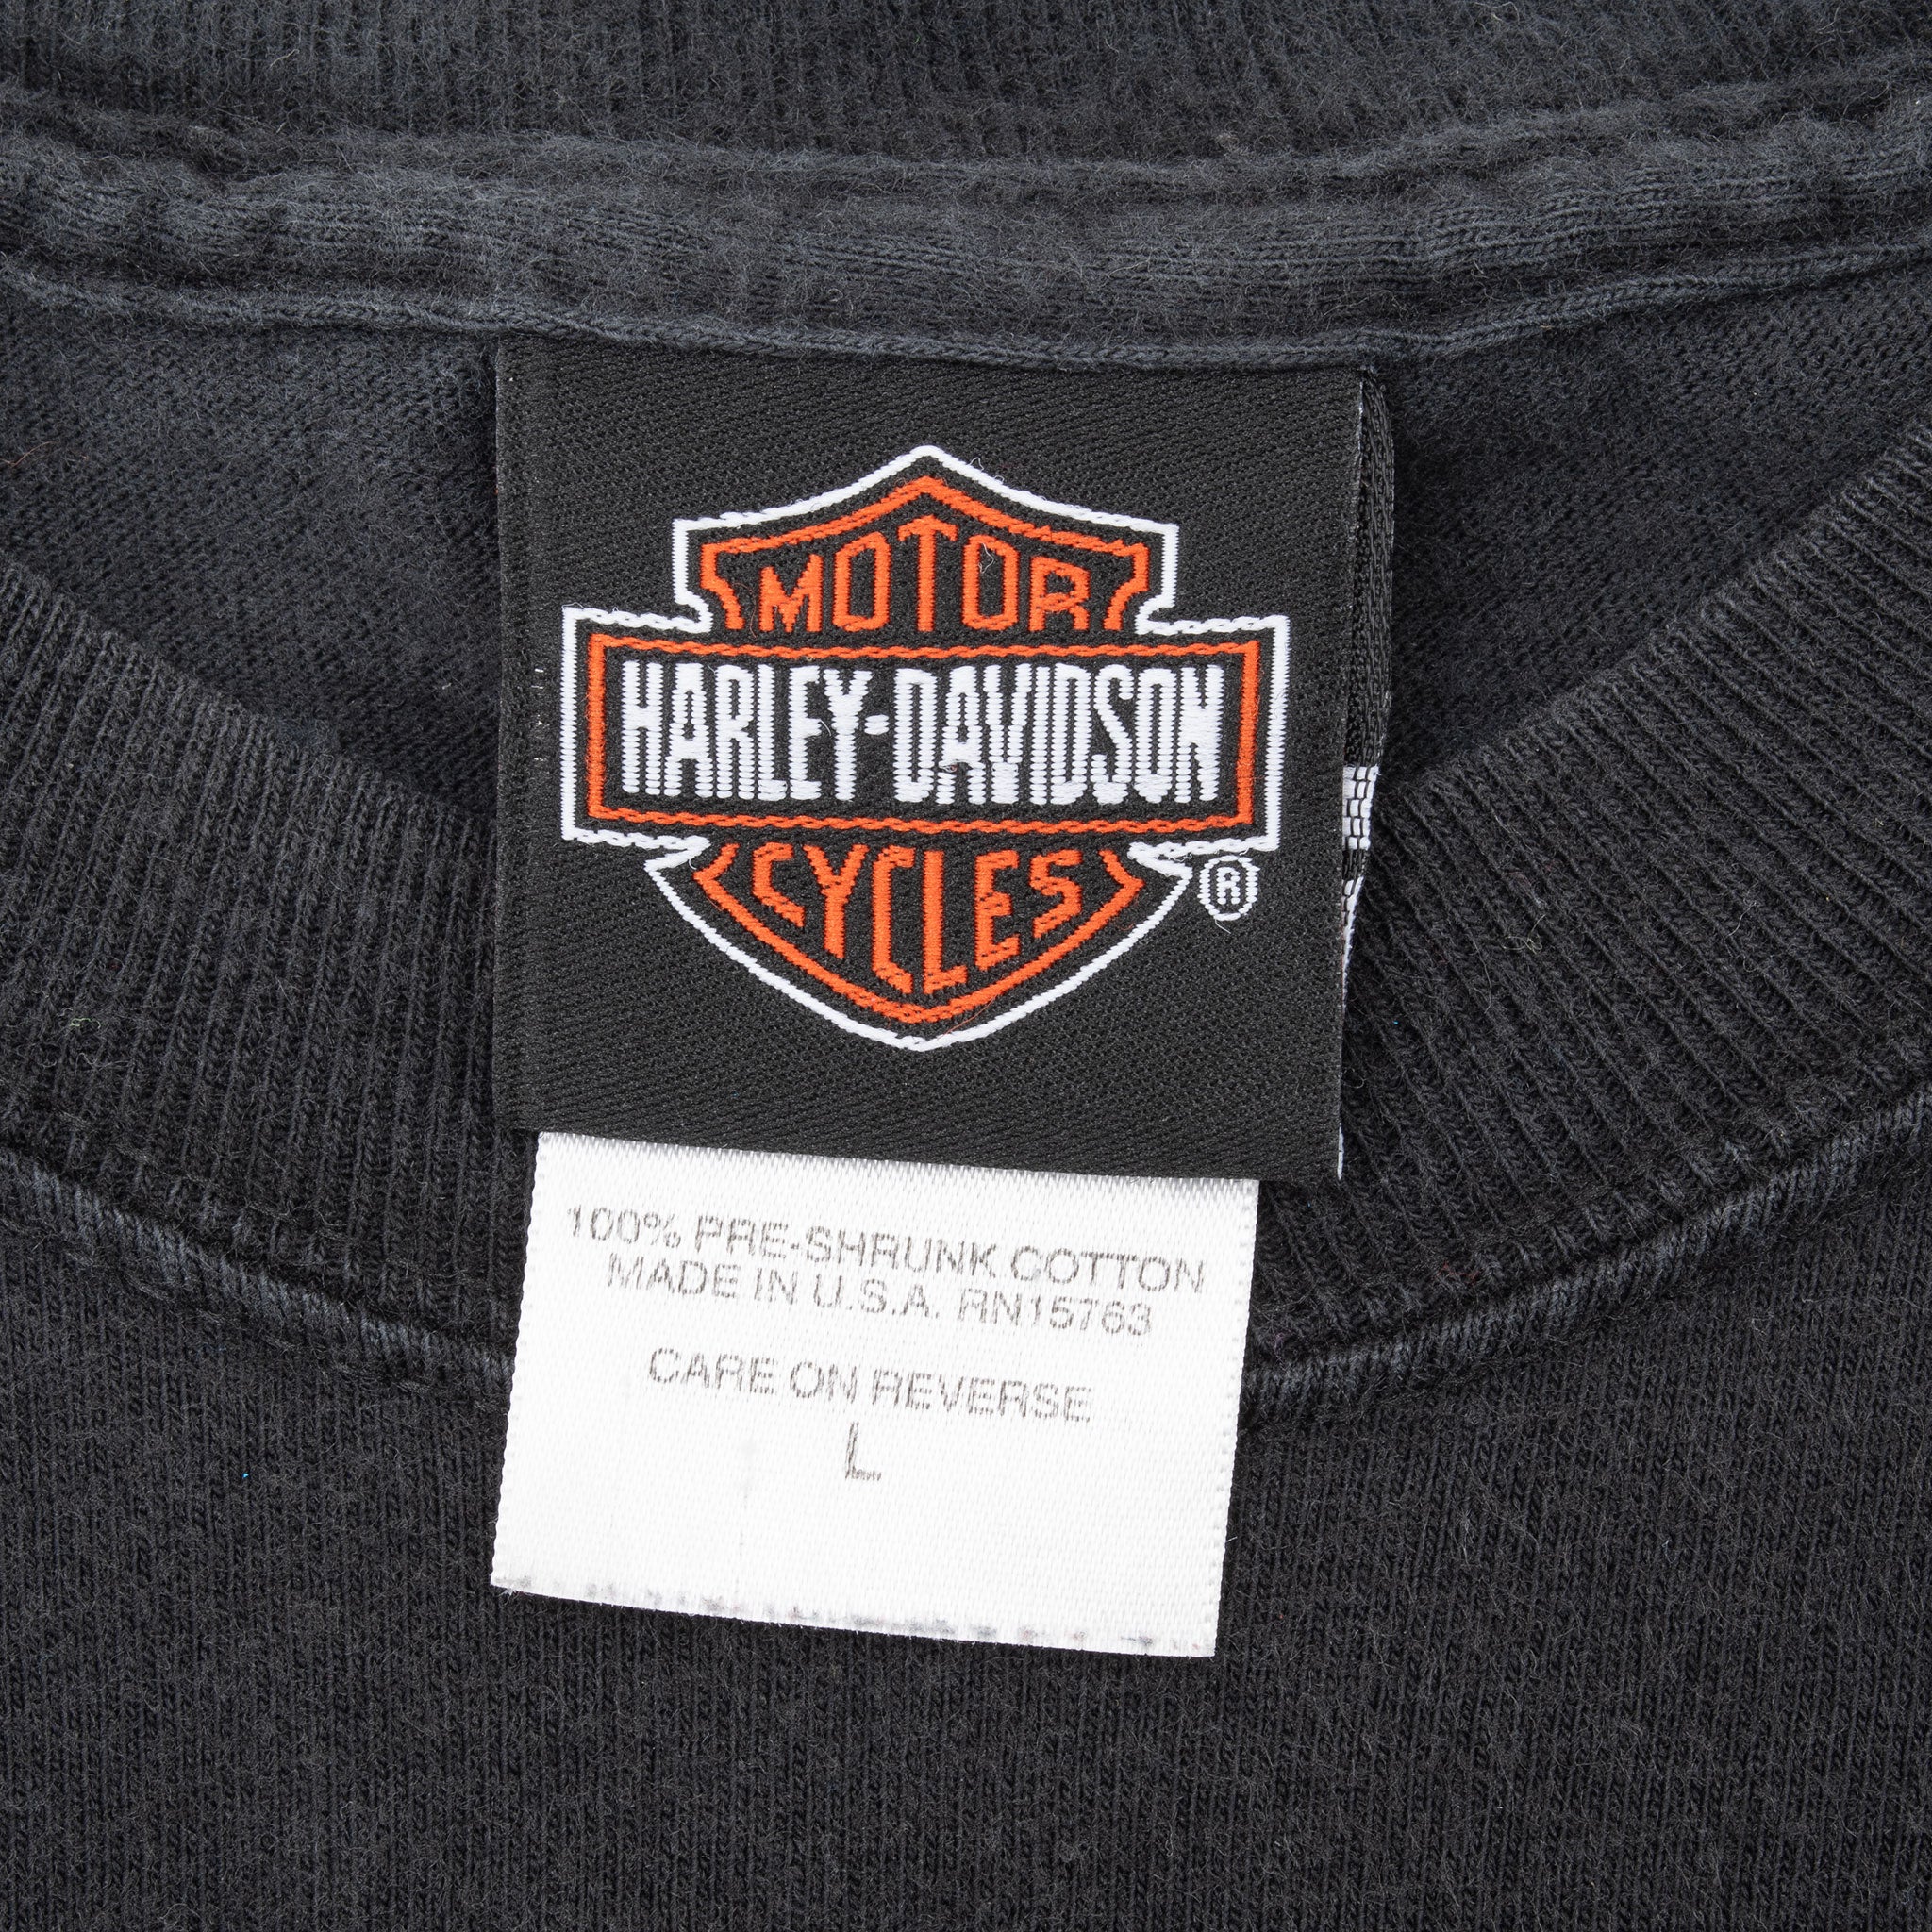 MOTOR
HARLEY-DAVIDSON
CYCLES
®
100% PRE-SHRUNK COTTON
MADE IN U.S.A. RN15763
CARE ON REVERSE
L